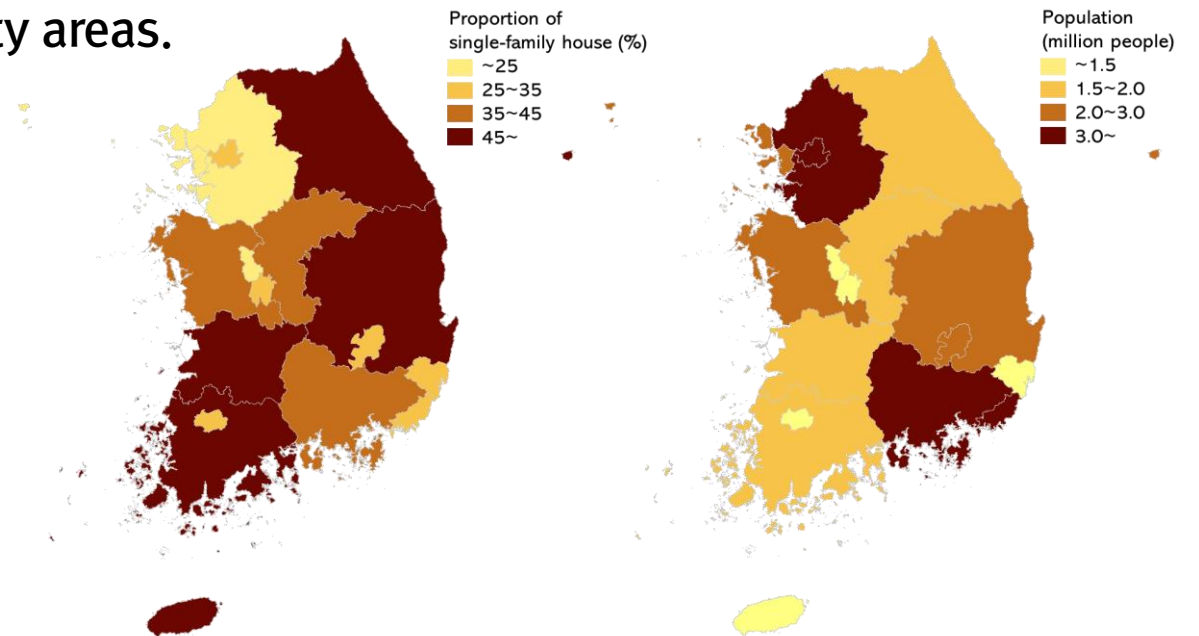 ty areas.
Proportion of
single-family house (%)
~25
25~35
35~45
45~
Population
(million people)
~1.5
1.5~2.0
2.0~3.0
3.0~